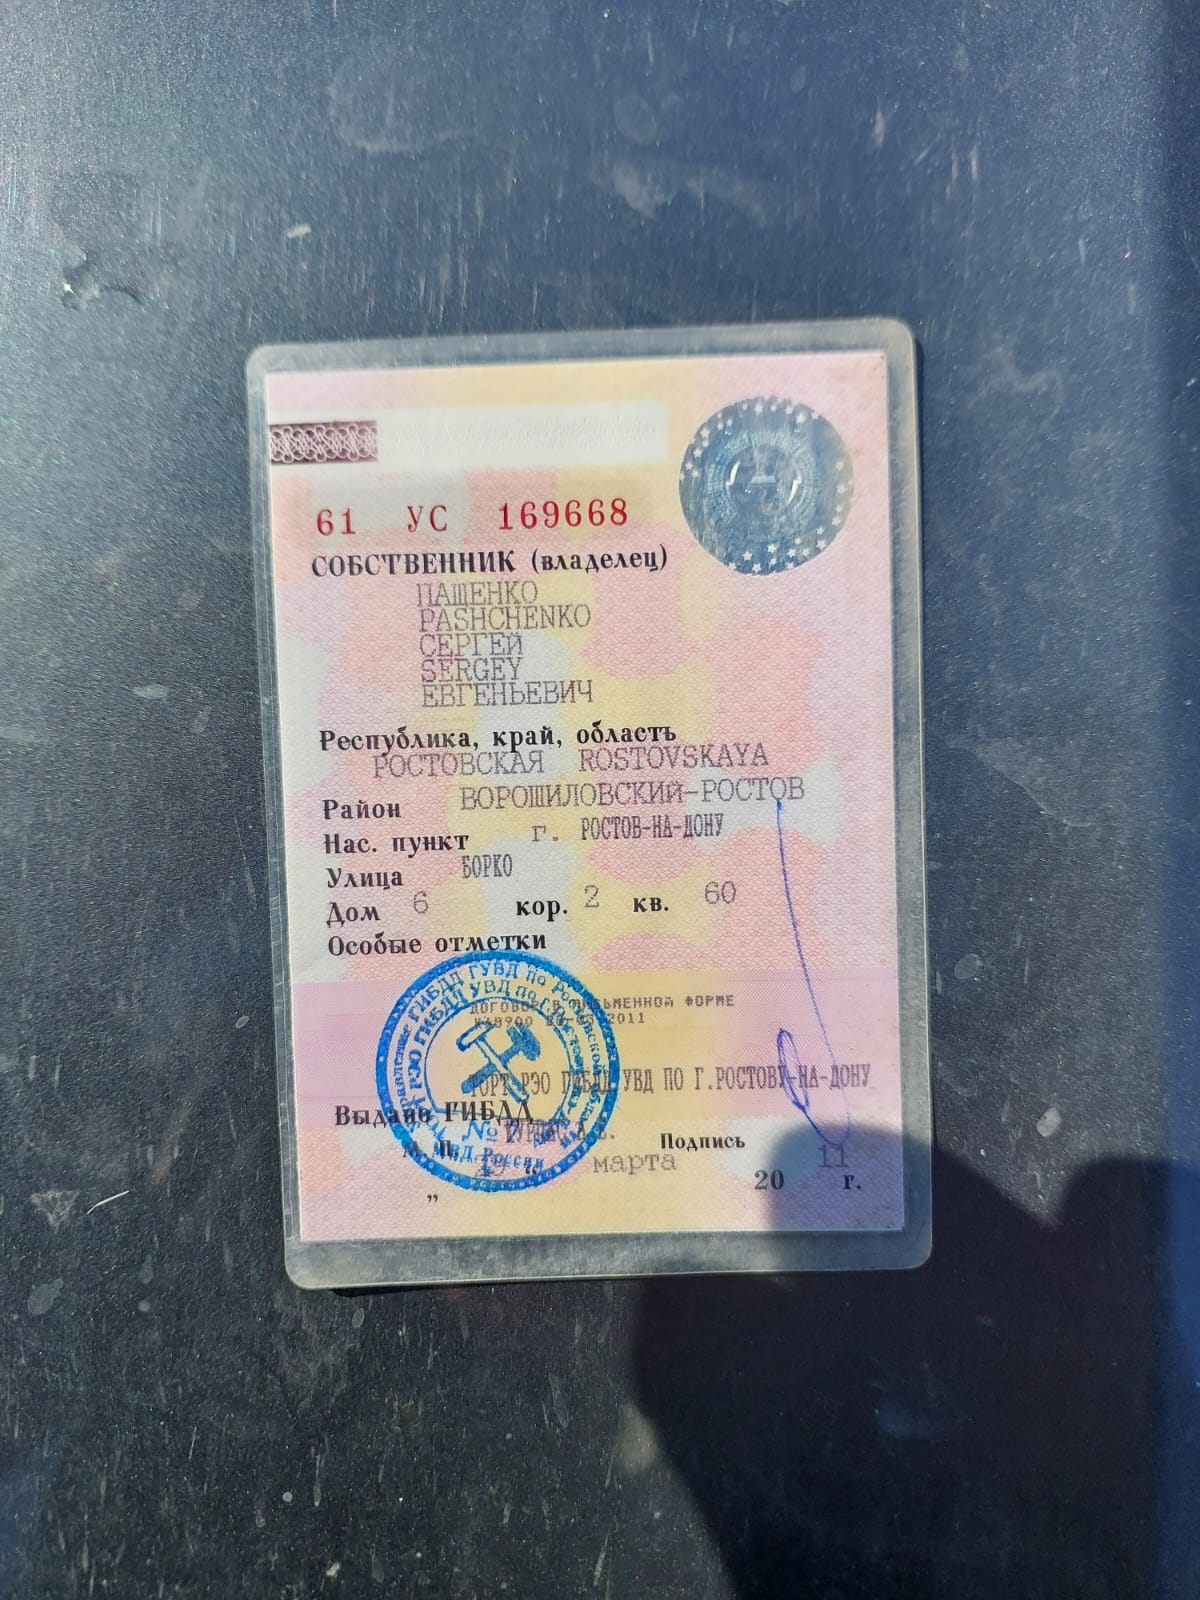 61 УС 169668
СОБСТВЕННИК (владелец)
ПАЩЕНКО
PASHCHENKO
СЕРГЕЙ
SERGEY
ЕВГЕНЬЕВИЧ
Республика, край, область
РОСТОВСКАЯ ROSTOVSKAYA
Район ВОРОШИЛОВСКИЙ-РОСТОВ
Нас. пункт г. РОСТОВ-НА-ДОНУ
Улица БОРКО
Дом 6 кор. 2 кв. 60
Особые отметки
ДОГОВОР В ПИСЬМЕННОЙ ФОРМЕ
2011
РЭО ГИБДД УВД ПО Г.РОСТОВУ-НА-ДОНУ
Выдано ГИБДД
М. П. Подпись
марта 20 11 г.